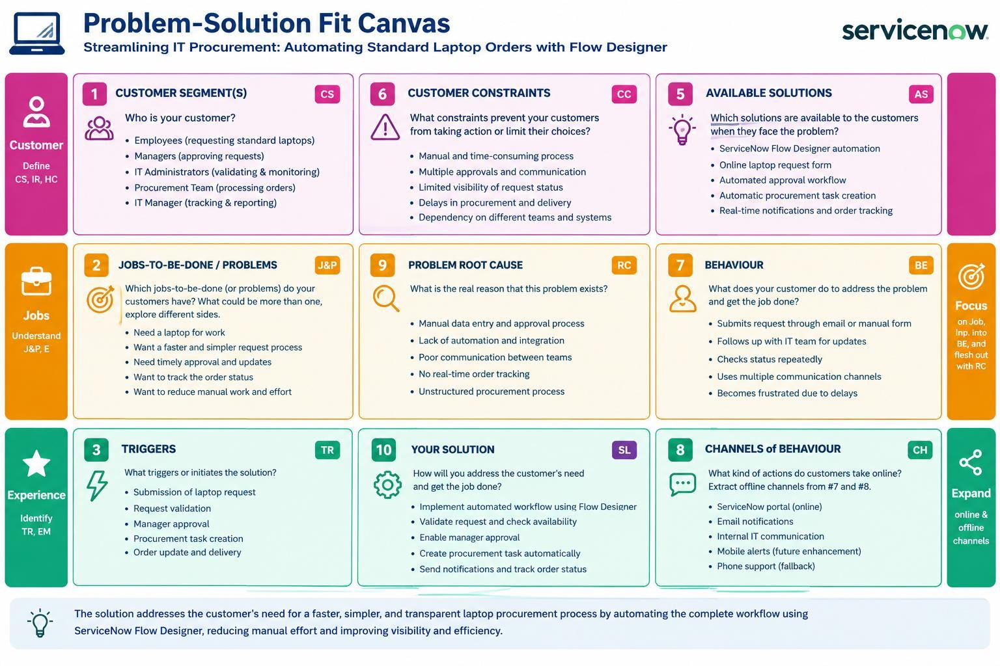 Problem-Solution Fit Canvas
Streamlining IT Procurement: Automating Standard Laptop Orders with Flow Designer
servicenow
Customer
Define
CS, IR, HC
1 CUSTOMER SEGMENT(S) CS
Who is your customer?
• Employees (requesting standard laptops)
• Managers (approving requests)
• IT Administrators (validating & monitoring)
• Procurement Team (processing orders)
• IT Manager (tracking & reporting)
6 CUSTOMER CONSTRAINTS CC
What constraints prevent your customers
from taking action or limit their choices?
• Manual and time-consuming process
• Multiple approvals and communication
• Limited visibility of request status
• Delays in procurement and delivery
• Dependency on different teams and systems
5 AVAILABLE SOLUTIONS AS
Which solutions are available to the customers
when they face the problem?
• ServiceNow Flow Designer automation
• Online laptop request form
• Automated approval workflow
• Automatic procurement task creation
• Real-time notifications and order tracking
Jobs
Understand
J&P, E
2 JOBS-TO-BE-DONE / PROBLEMS J&P
Which jobs-to-be-done (or problems) do your
customers have? What could be more than one,
explore different sides.
• Need a laptop for work
• Want a faster and simpler request process
• Need timely approval and updates
• Want to track the order status
• Want to reduce manual work and effort
9 PROBLEM ROOT CAUSE RC
What is the real reason that this problem exists?
• Manual data entry and approval process
• Lack of automation and integration
• Poor communication between teams
• No real-time order tracking
• Unstructured procurement process
7 BEHAVIOUR BE
What does your customer do to address the problem
and get the job done?
• Submits request through email or manual form
• Follows up with IT team for updates
• Checks status repeatedly
• Uses multiple communication channels
• Becomes frustrated due to delays
Focus
on Job,
Inp. into
BE, and
flesh out
with RC
Experience
Identify
TR, EM
3 TRIGGERS TR
What triggers or initiates the solution?
• Submission of laptop request
• Request validation
• Manager approval
• Procurement task creation
• Order update and delivery
10 YOUR SOLUTION SL
How will you address the customer's need
and get the job done?
• Implement automated workflow using Flow Designer
• Validate request and check availability
• Enable manager approval
• Create procurement task automatically
• Send notifications and track order status
8 CHANNELS of BEHAVIOUR CH
What kind of actions do customers take online?
Extract offline channels from #7 and #8.
• ServiceNow portal (online)
• Email notifications
• Internal IT communication
• Mobile alerts (future enhancement)
• Phone support (fallback)
Expand
online &
offline
channels
The solution addresses the customer's need for a faster, simpler, and transparent laptop procurement process by automating the complete workflow using
ServiceNow Flow Designer, reducing manual effort and improving visibility and efficiency.